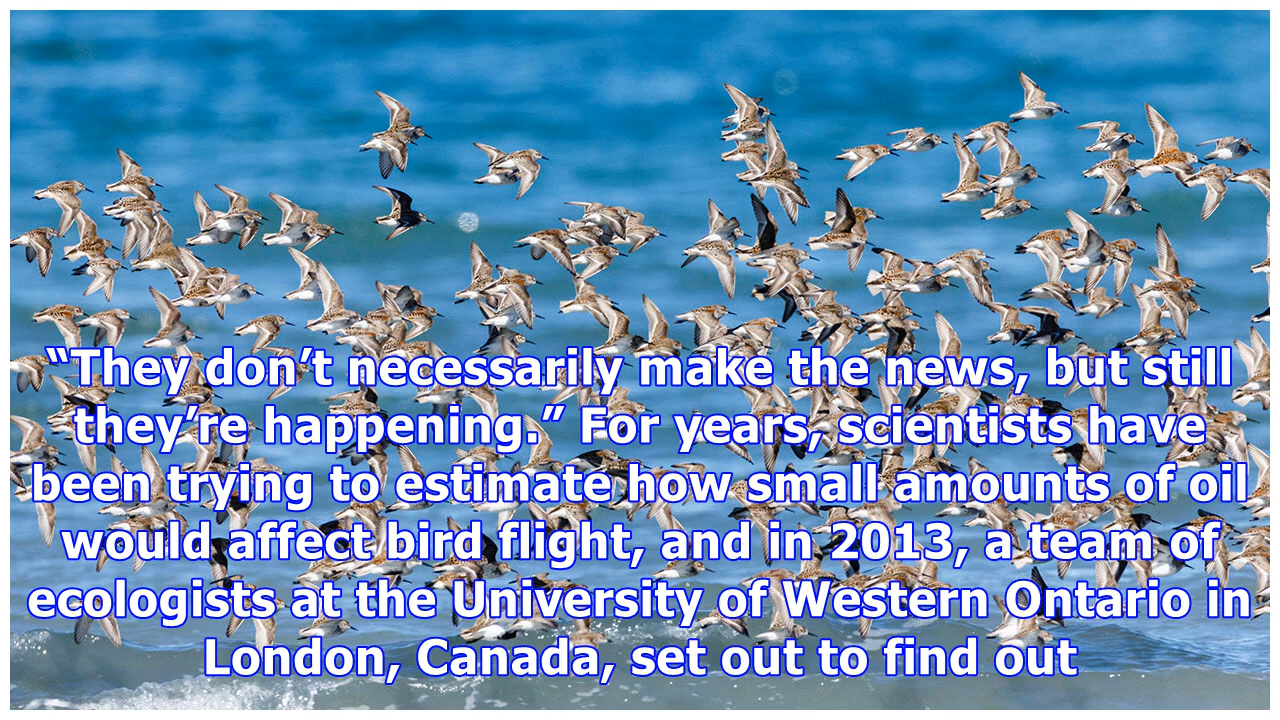 “They don’t necessarily make the news, but still
they’re happening.” For years, scientists have
been trying to estimate how small amounts of oil
would affect bird flight, and in 2013, a team of
ecologists at the University of Western Ontario in
London, Canada, set out to find out